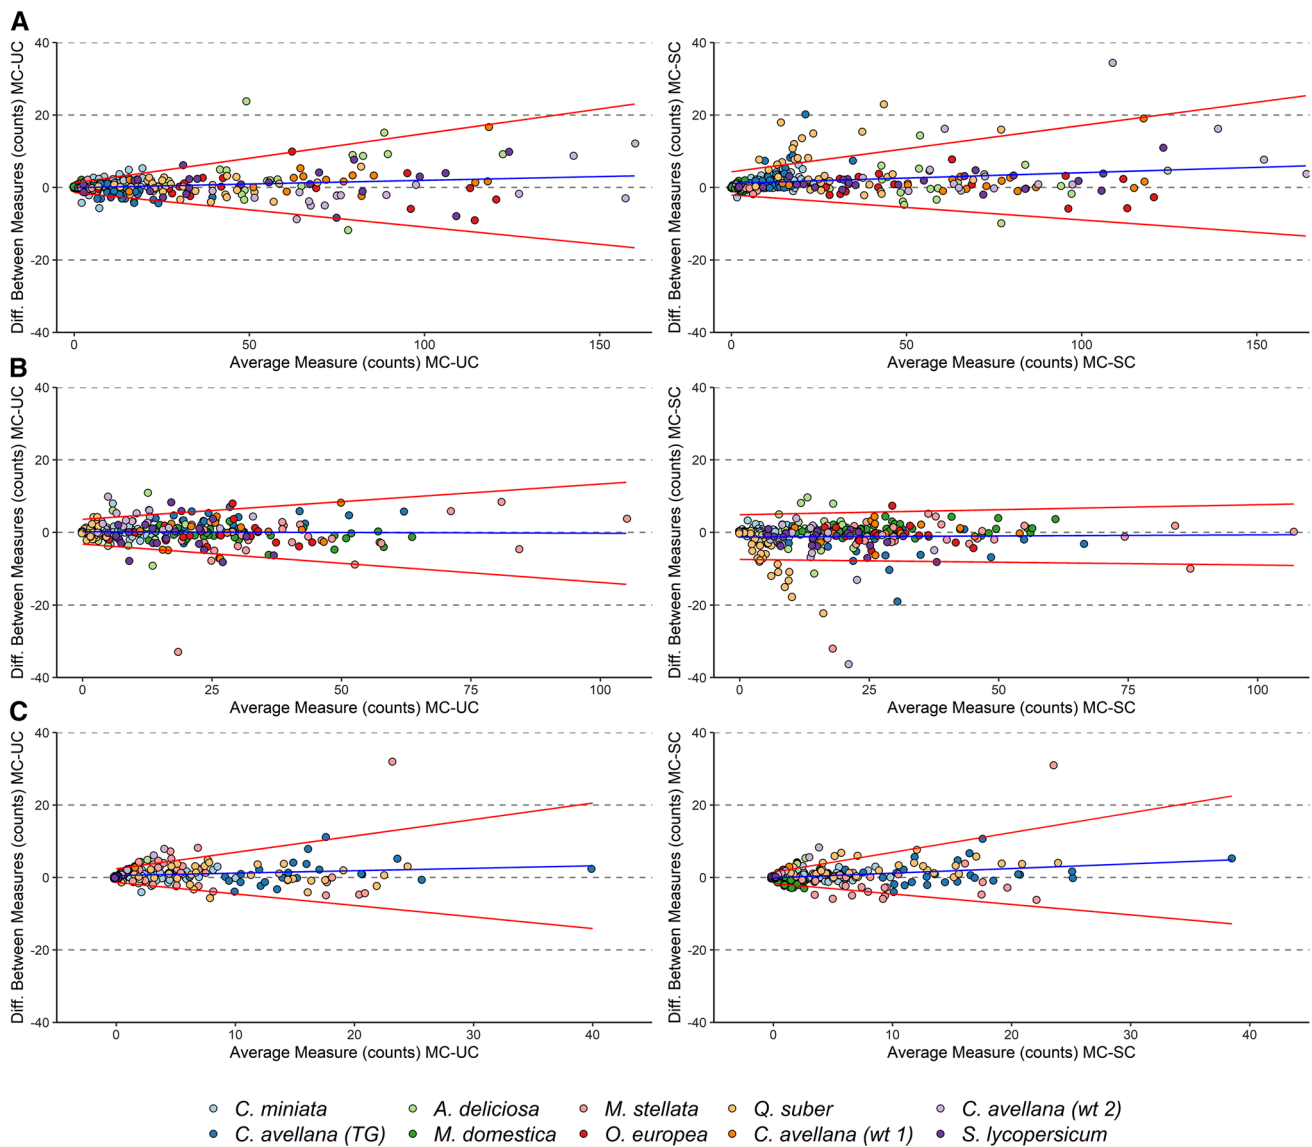 A
Diff. Between Measures (counts) MC-UC
40
20
0
-20
-40
0
50
100
150
Average Measure (counts) MC-UC
Diff. Between Measures (counts) MC-SC
40
20
0
-20
-40
0
50
100
150
Average Measure (counts) MC-SC
B
Diff. Between Measures (counts) MC-UC
40
20
0
-20
-40
0
25
50
75
100
Average Measure (counts) MC-UC
Diff. Between Measures (counts) MC-SC
40
20
0
-20
-40
0
25
50
75
100
Average Measure (counts) MC-SC
C
Diff. Between Measures (counts) MC-UC
40
20
0
-20
-40
0
10
20
30
40
Average Measure (counts) MC-UC
Diff. Between Measures (counts) MC-SC
40
20
0
-20
-40
0
10
20
30
40
Average Measure (counts) MC-SC
C. miniata
A. deliciosa
M. stellata
Q. suber
C. avellana (wt 2)
C. avellana (TG)
M. domestica
O. europea
C. avellana (wt 1)
S. lycopersicum